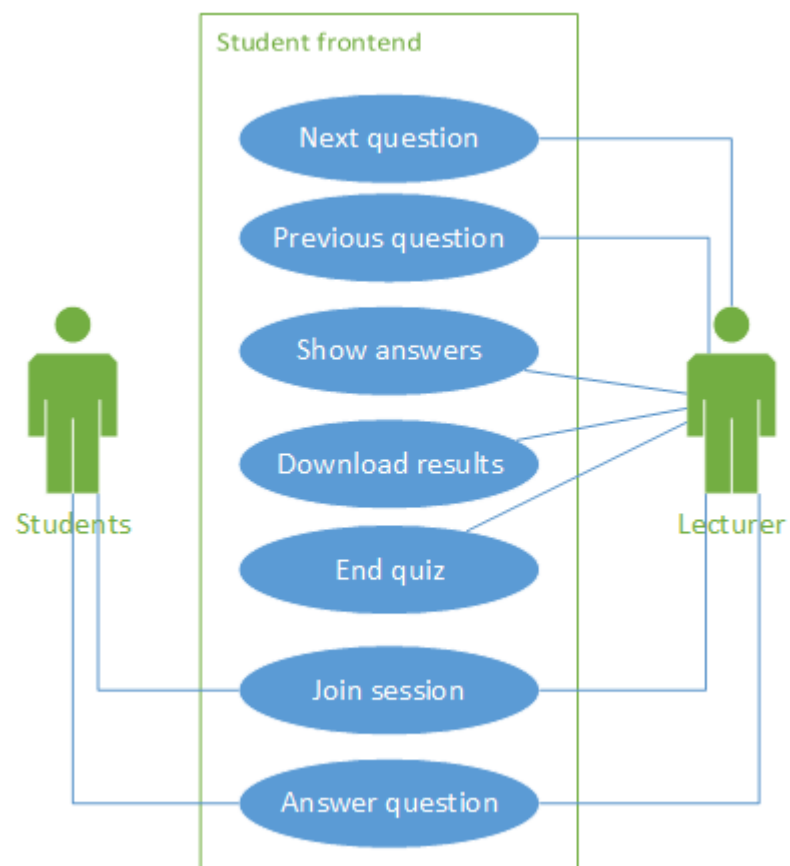 Student frontend
Next question
Previous question
Show answers
Download results
Students
Lecturer
End quiz
Join session
Answer question